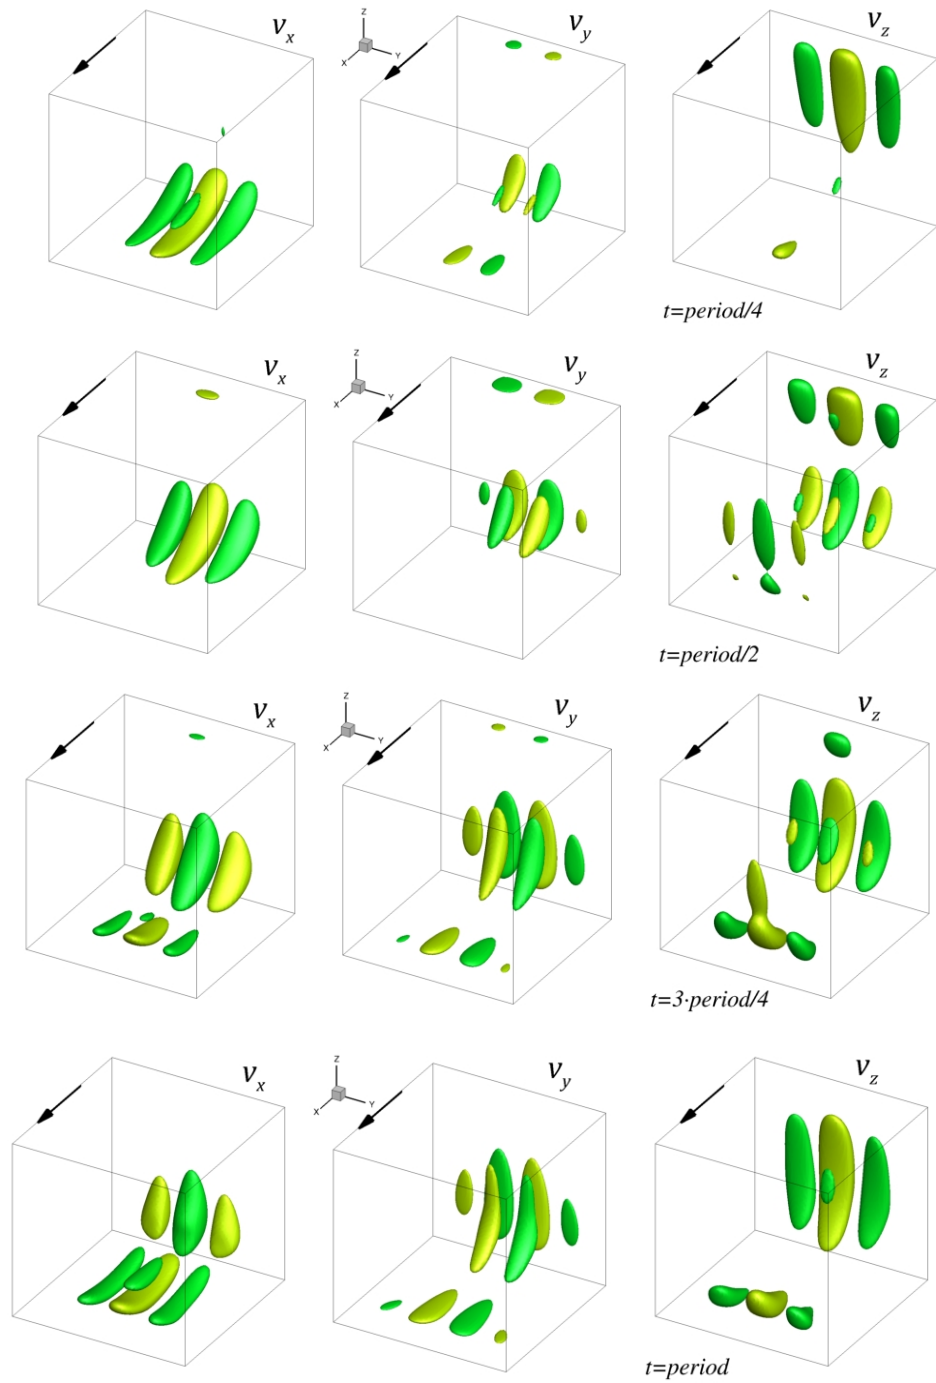 v_x
Z
X
Y
v_y
v_z
t=period/4
v_x
Z
X
Y
v_y
v_z
t=period/2
v_x
Z
X
Y
v_y
v_z
t=3·period/4
v_x
Z
X
Y
v_y
v_z
t=period